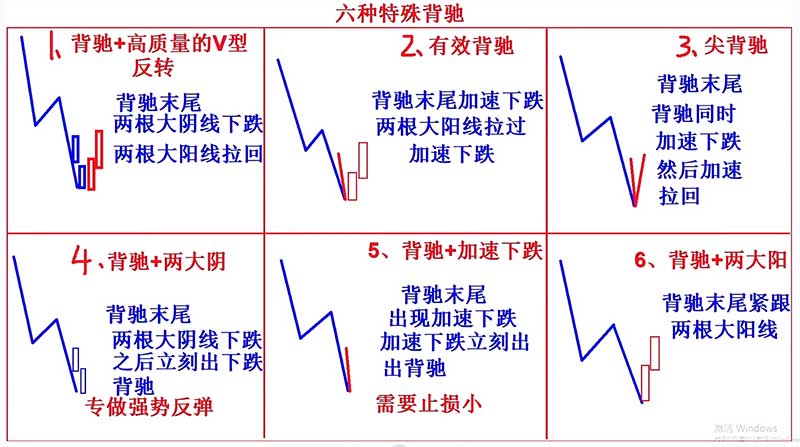 六种特殊背驰
1、背驰+高质量的V型
反转
背驰末尾
两根大阴线下跌
两根大阳线拉回
2、有效背驰
背驰末尾加速下跌
两根大阳线拉过
加速下跌
3、尖背驰
背驰末尾
背驰同时
加速下跌
然后加速
拉回
4、背驰+两大阴
背驰末尾
两根大阴线下跌
之后立刻出下跌
背驰
专做强势反弹
5、背驰+加速下跌
背驰末尾
出现加速下跌
加速下跌立刻出
出背驰
需要止损小
6、背驰+两大阳
背驰末尾紧跟
两根大阳线
激活 Windows